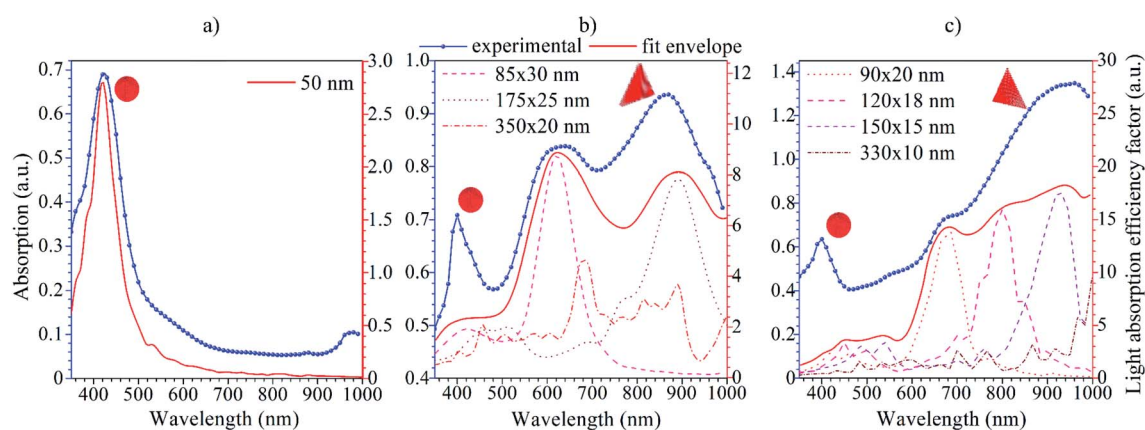 a)
b)
c)
experimental
fit envelope
50 nm
85x30 nm
175x25 nm
350x20 nm
90x20 nm
120x18 nm
150x15 nm
330x10 nm
Absorption (a.u.)
Light absorption efficiency factor (a.u.)
0.7
0.6
0.5
0.4
0.3
0.2
0.1
0
3.0
2.5
2.0
1.5
1.0
0.5
0.0
400 500 600 700 800 900 1000
Wavelength (nm)
1.0
0.9
0.8
0.7
0.6
0.5
0.4
12
10
8
6
4
2
0
400 500 600 700 800 900 1000
Wavelength (nm)
1.4
1.2
1.0
0.8
0.6
0.4
0.2
0
30
25
20
15
10
5
0
400 500 600 700 800 900 1000
Wavelength (nm)